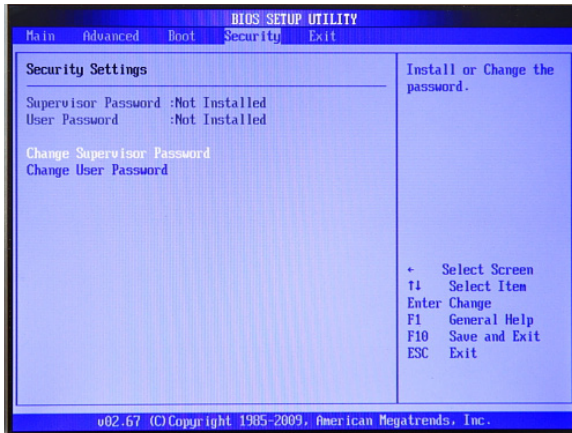 BIOS SETUP UTILITY
Main Advanced Boot Security Exit
Security Settings
Supervisor Password :Not Installed
User Password :Not Installed
Change Supervisor Password
Change User Password
Install or Change the
password.
← Select Screen
↑↓ Select Item
Enter Change
F1 General Help
F10 Save and Exit
ESC Exit
v02.67 (C)Copyright 1985-2009, American Megatrends, Inc.